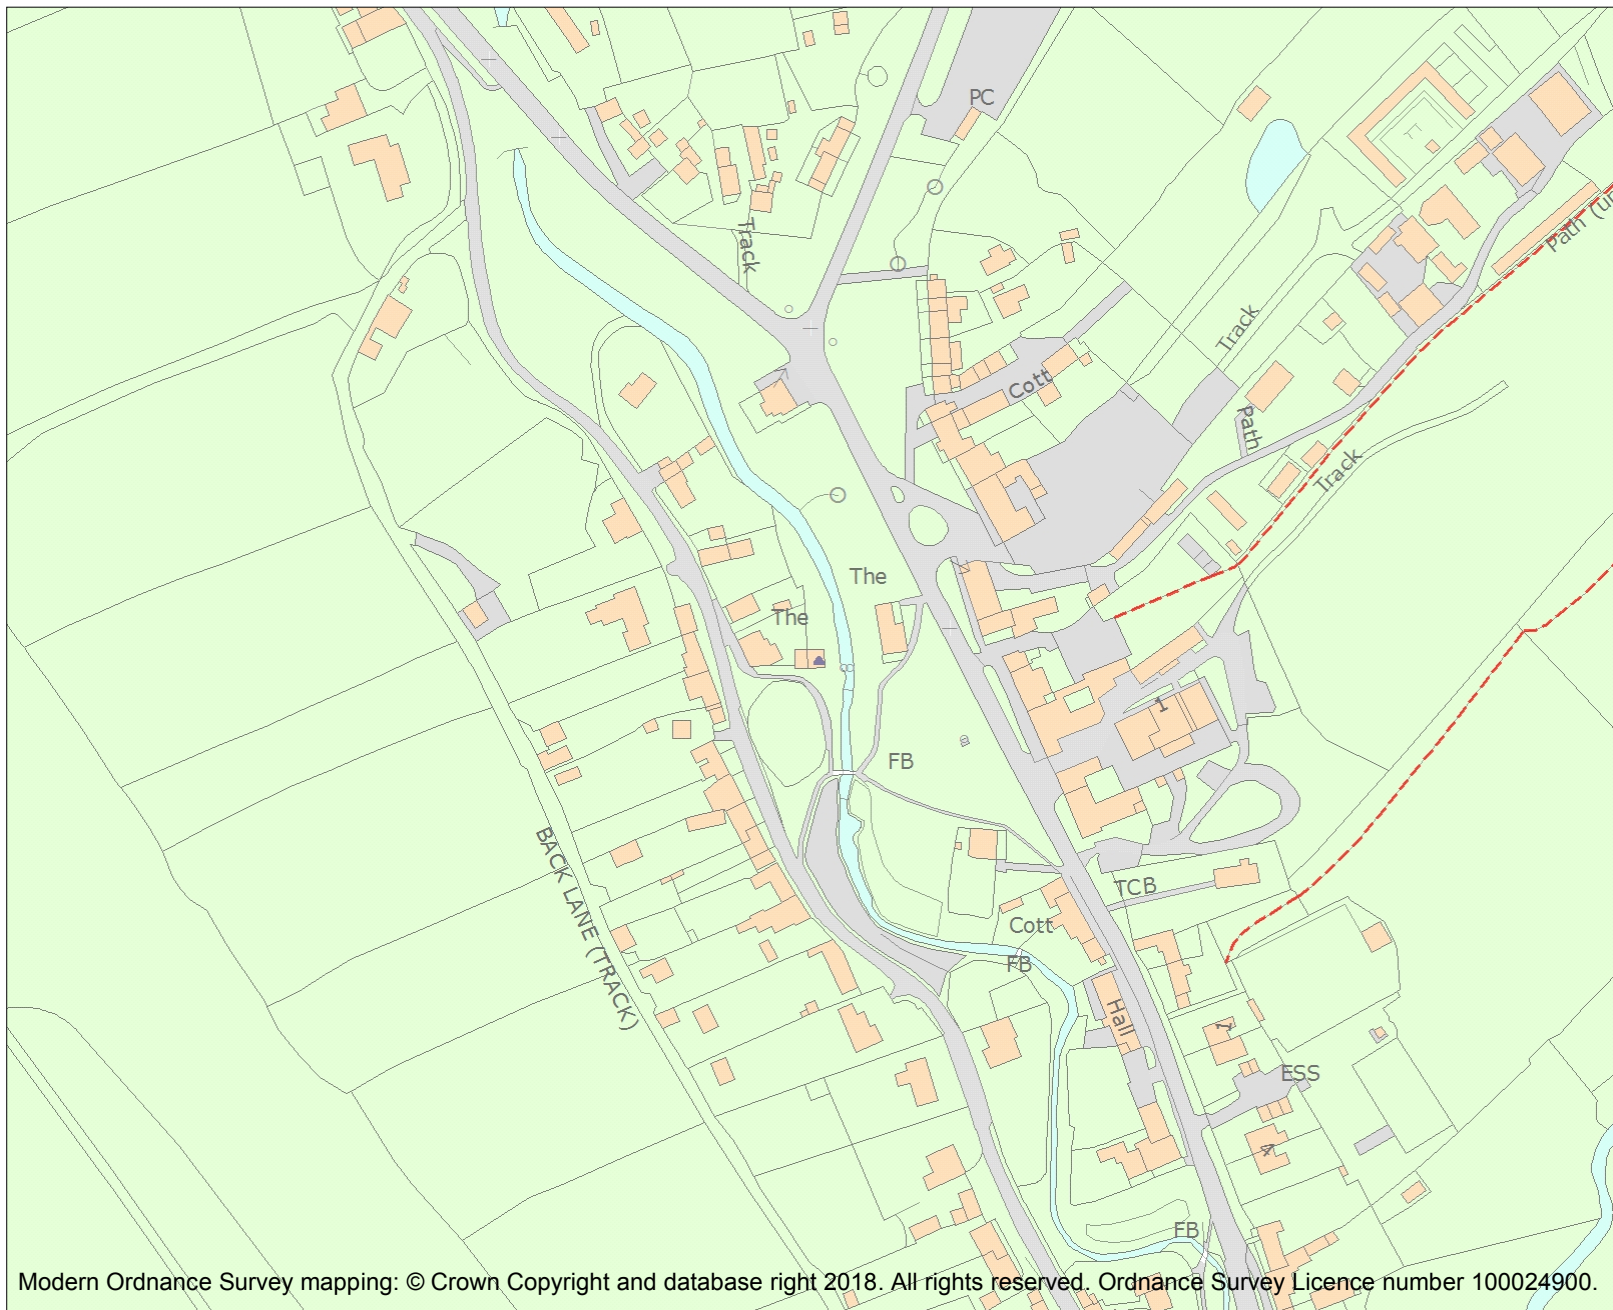 PC
Track
Path (un
Track
Cott
Path
Track
The
The
1
FB
BACK LANE (TRACK)
TCB
Cott
FB
Hall
1
ESS
4
FB
Modern Ordnance Survey mapping: © Crown Copyright and database right 2018. All rights reserved. Ordnance Survey Licence number 100024900.